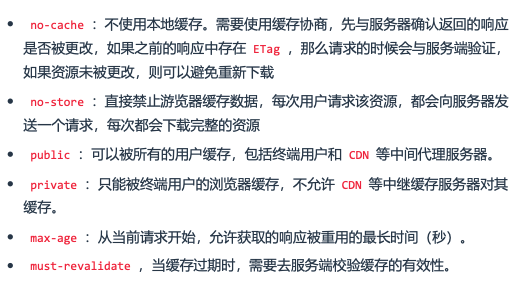 • no-cache ：不使用本地缓存。需要使用缓存协商，先与服务器确认返回的响应
是否被更改，如果之前的响应中存在 ETag ，那么请求的时候会与服务端验证，
如果资源未被更改，则可以避免重新下载
• no-store ：直接禁止游览器缓存数据，每次用户请求该资源，都会向服务器发
送一个请求，每次都会下载完整的资源
• public ：可以被所有的用户缓存，包括终端用户和 CDN 等中间代理服务器。
• private ：只能被终端用户的浏览器缓存，不允许 CDN 等中继缓存服务器对其
缓存。
• max-age ：从当前请求开始，允许获取的响应被重用的最长时间（秒）。
• must-revalidate ，当缓存过期时，需要去服务端校验缓存的有效性。